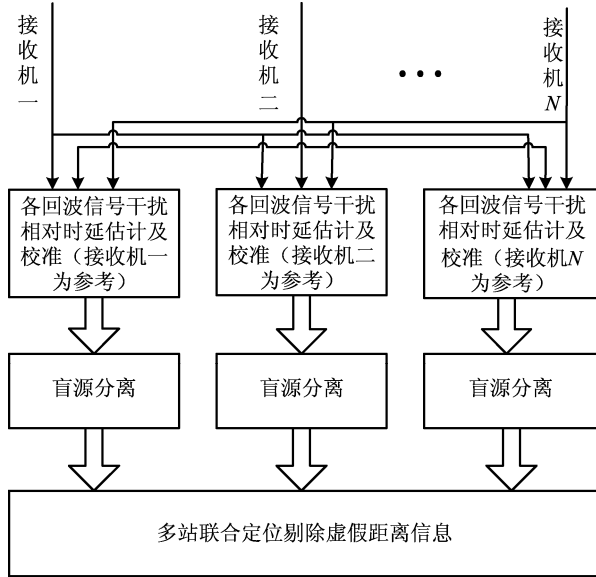 接收机一
接收机二
•••
接收机N
各回波信号干扰
相对时延估计及
校准（接收机一
为参考）
各回波信号干扰
相对时延估计及
校准（接收机二
为参考）
各回波信号干扰
相对时延估计及
校准（接收机N
为参考）
盲源分离
盲源分离
盲源分离
多站联合定位剔除虚假距离信息